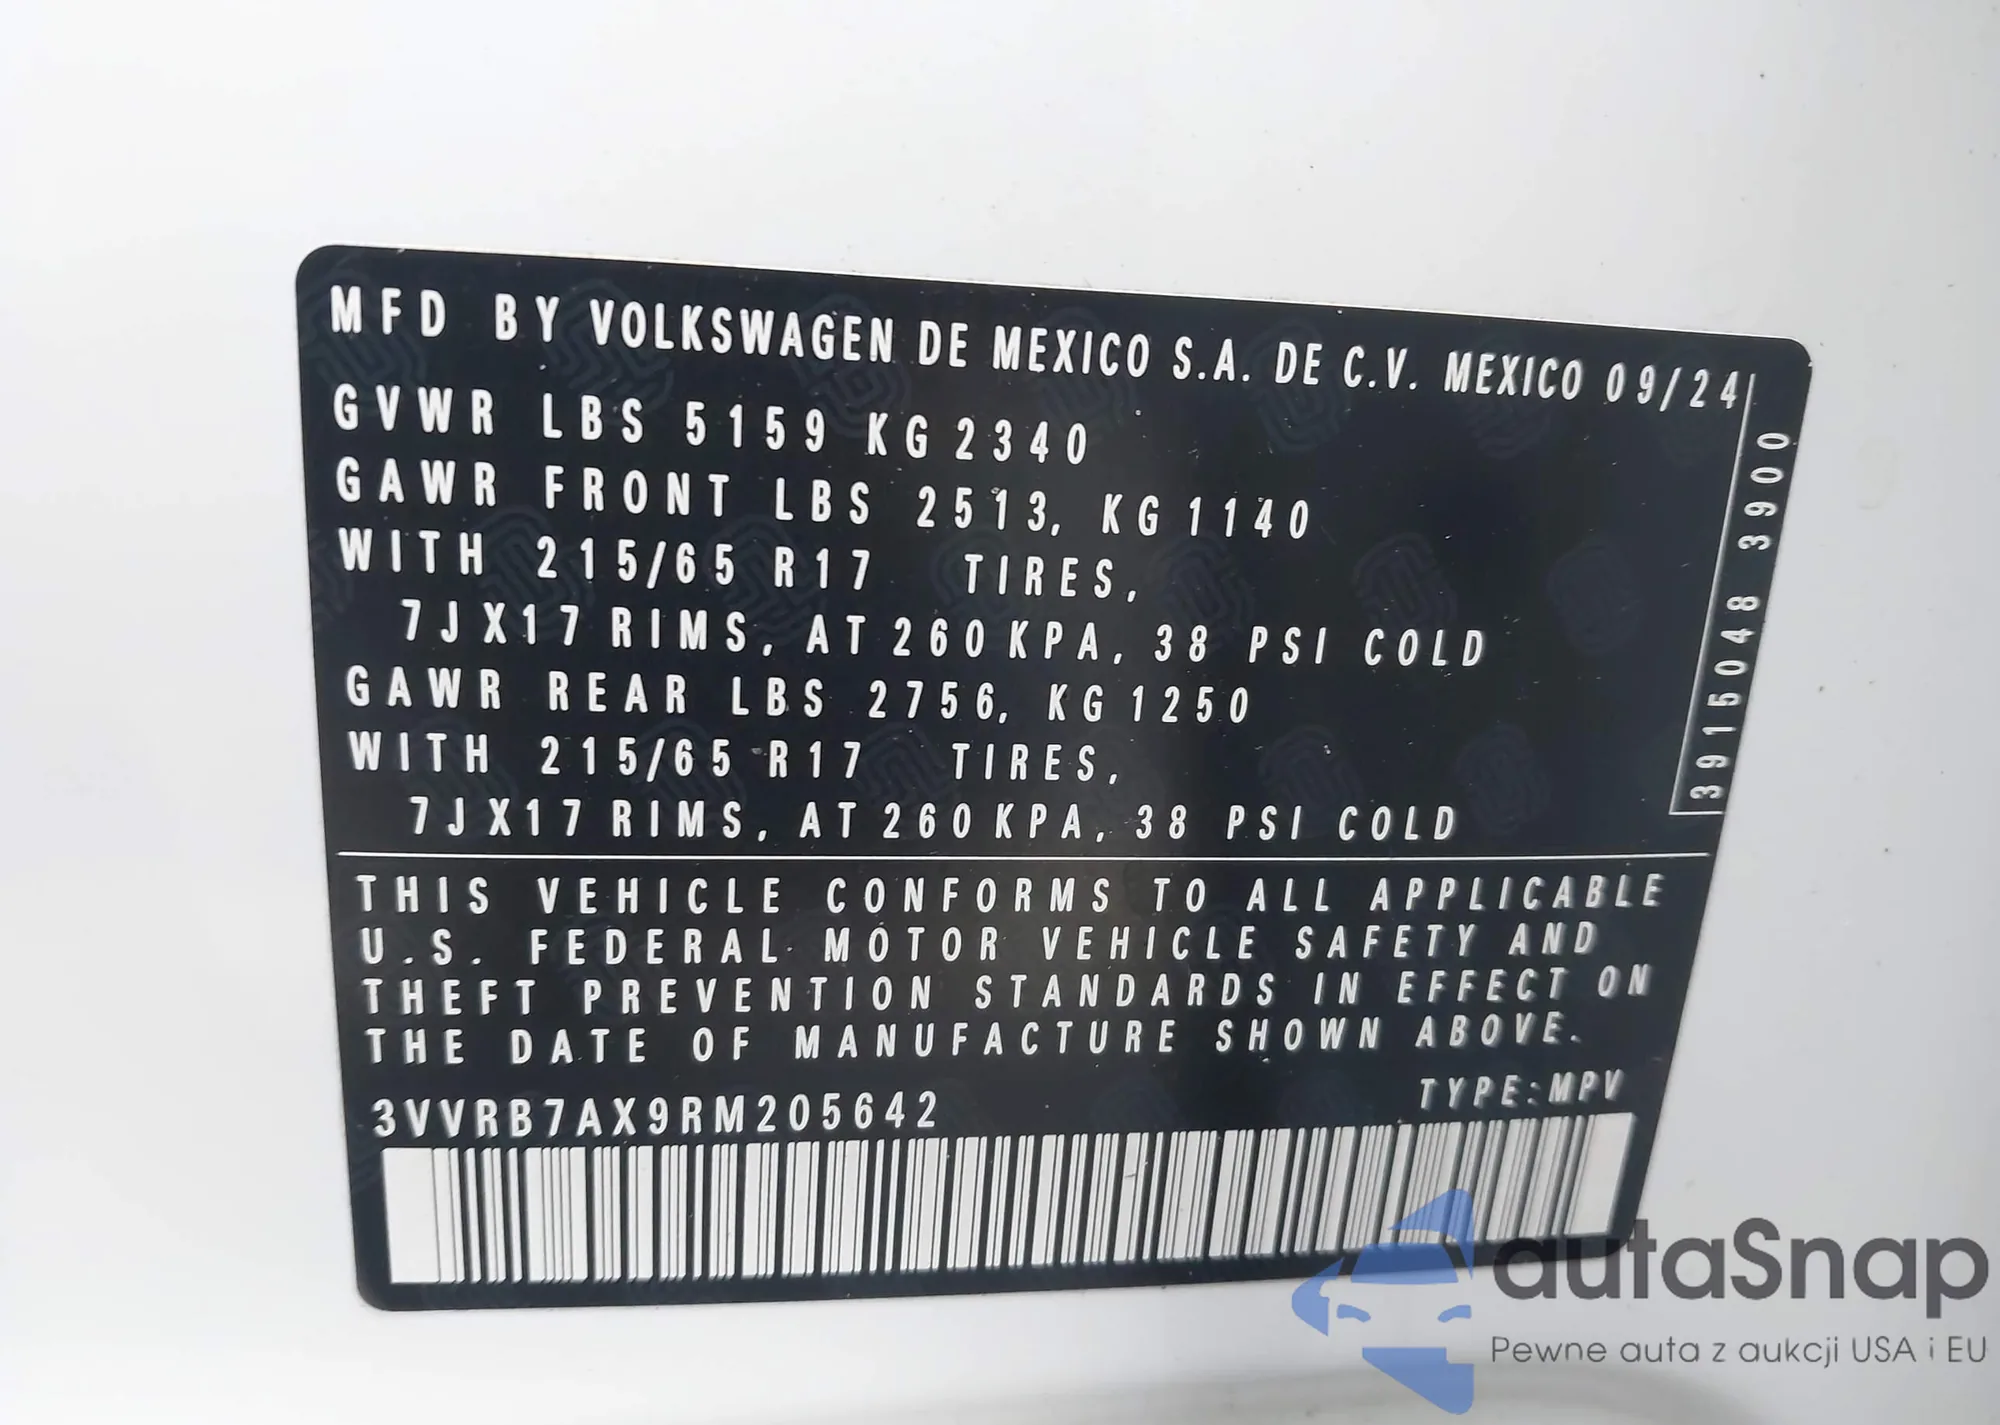 MFD BY VOLKSWAGEN DE MEXICO S.A. DE C.V. MEXICO 09/24
GVWR LBS 5159 KG 2340
GAWR FRONT LBS 2513, KG 1140
WITH 215/65 R17 TIRES,
7JX17 RIMS, AT 260 KPA, 38 PSI COLD
GAWR REAR LBS 2756, KG 1250
WITH 215/65 R17 TIRES,
7JX17 RIMS, AT 260 KPA, 38 PSI COLD
3915048 3900
THIS VEHICLE CONFORMS TO ALL APPLICABLE
U.S. FEDERAL MOTOR VEHICLE SAFETY AND
THEFT PREVENTION STANDARDS IN EFFECT ON
THE DATE OF MANUFACTURE SHOWN ABOVE.
3VVRB7AX9RM205642 TYPE:MPV
autaSnap
Pewne auta z aukcji USA i EU